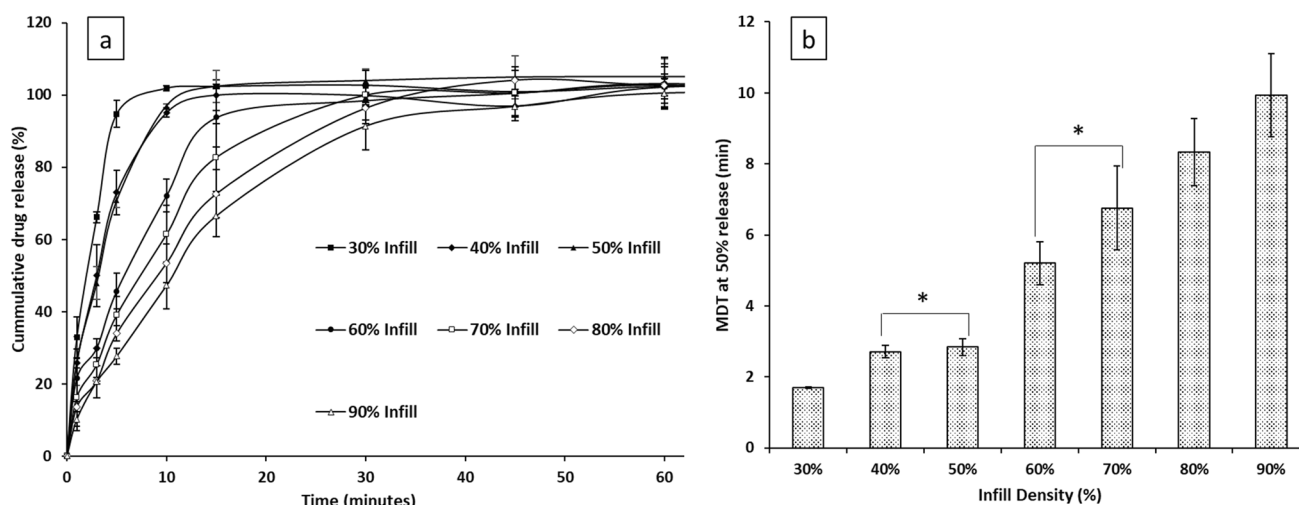 a
120
100
80
60
40
20
0
0 10 20 30 40 50 60
Cummulative drug release (%)
Time (minutes)
30% Infill 40% Infill 50% Infill
60% Infill 70% Infill 80% Infill
90% Infill
b
12
10
8
6
4
2
0
MDT at 50% release (min)
* *
30% 40% 50% 60% 70% 80% 90%
Infill Density (%)